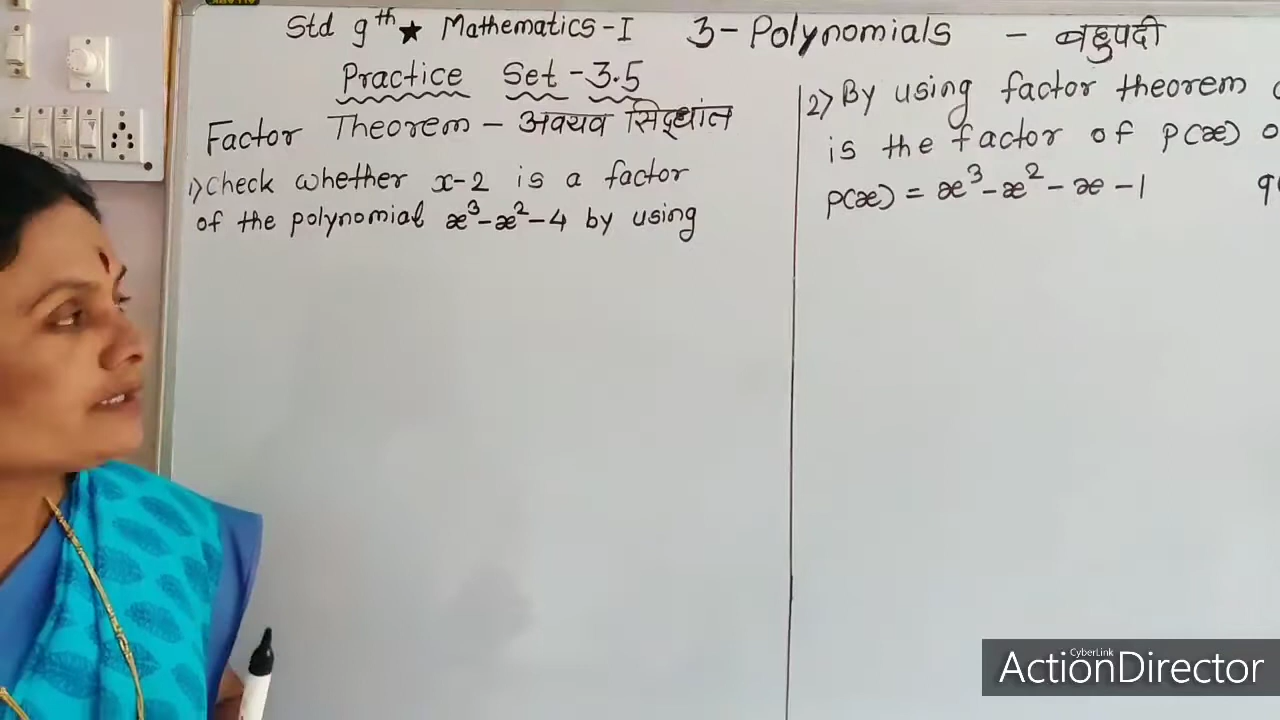 Std 9th ★ Mathematics-I 3-Polynomials - बहुपदी
Practice Set-3.5
Factor Theorem - अवयव सिद्धांत
1) Check whether x-2 is a factor
of the polynomial x³-x²-4 by using
2) By using factor theorem
is the factor of P(x)
p(x) = x³-x²-x-1
CyberLink
ActionDirector